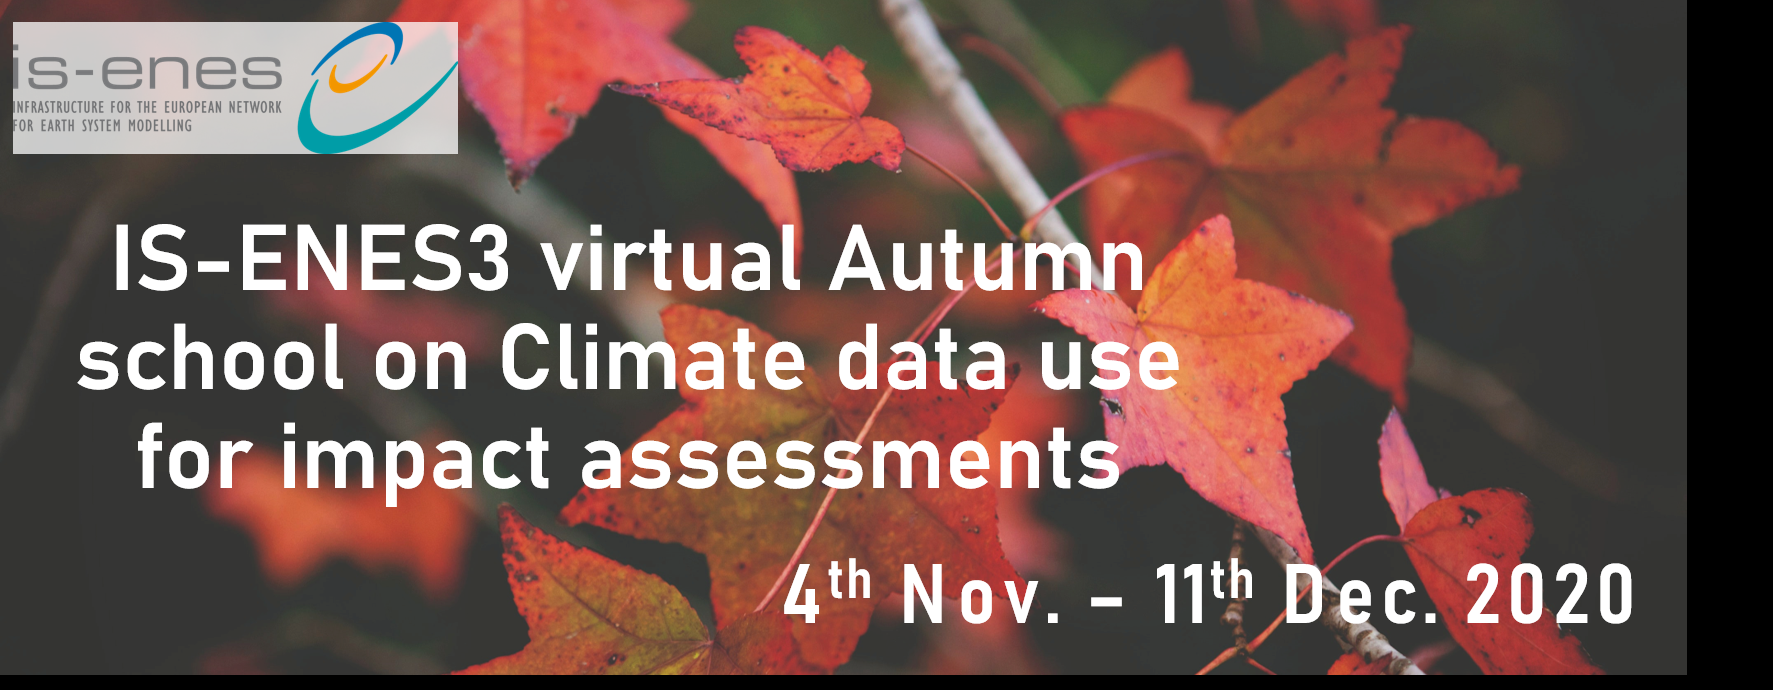 is-enes
INFRASTRUCTURE FOR THE EUROPEAN NETWORK
FOR EARTH SYSTEM MODELLING
IS-ENES3 virtual Autumn
school on Climate data use
for impact assessments
4th Nov. – 11th Dec. 2020